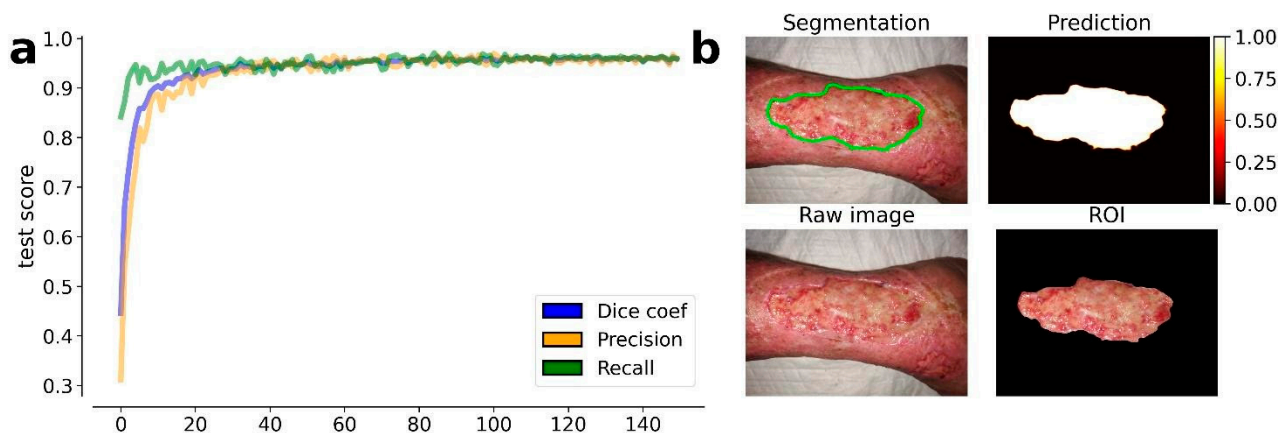 a
1.0
0.9
0.8
0.7
0.6
0.5
0.4
0.3
test score
0 20 40 60 80 100 120 140
Dice coef
Precision
Recall
b
Segmentation
Prediction
1.00
0.75
0.50
0.25
0.00
Raw image
ROI